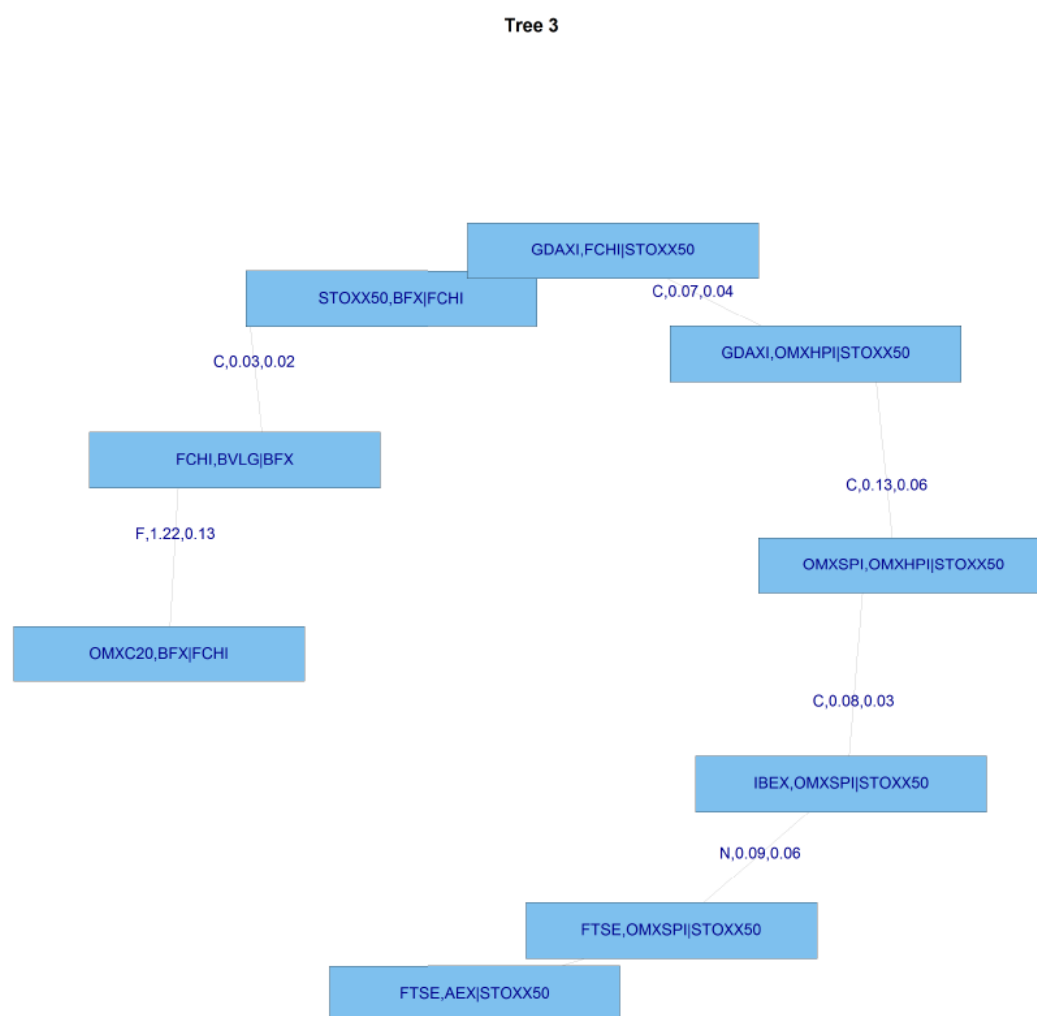 Tree 3
GDAXI,FCHI|STOXX50
STOXX50,BFX|FCHI
C,0.07,0.04
GDAXI,OMXHPI|STOXX50
C,0.03,0.02
FCHI,BVLG|BFX
C,0.13,0.06
F,1.22,0.13
OMXSPI,OMXHPI|STOXX50
OMXC20,BFX|FCHI
C,0.08,0.03
IBEX,OMXSPI|STOXX50
N,0.09,0.06
FTSE,OMXSPI|STOXX50
FTSE,AEX|STOXX50